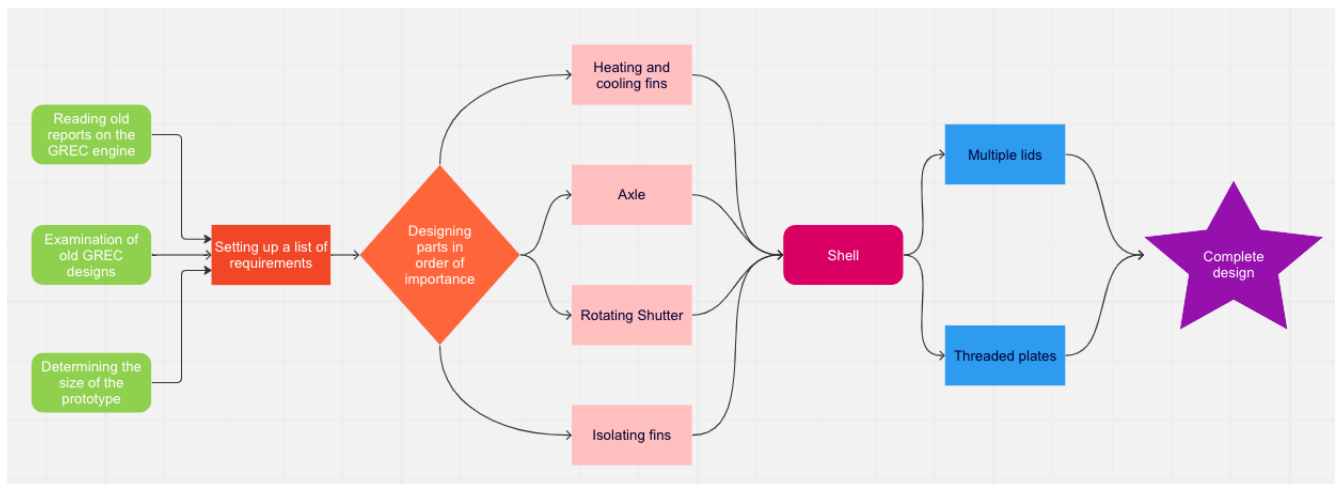 Reading old
reports on the
GREC engine
Examination of
old GREC
designs
Determining the
size of the
prototype
Setting up a list of
requirements
Designing
parts in
order of
importance
Heating and
cooling fins
Axle
Rotating Shutter
Isolating fins
Shell
Multiple lids
Threaded plates
Complete
design